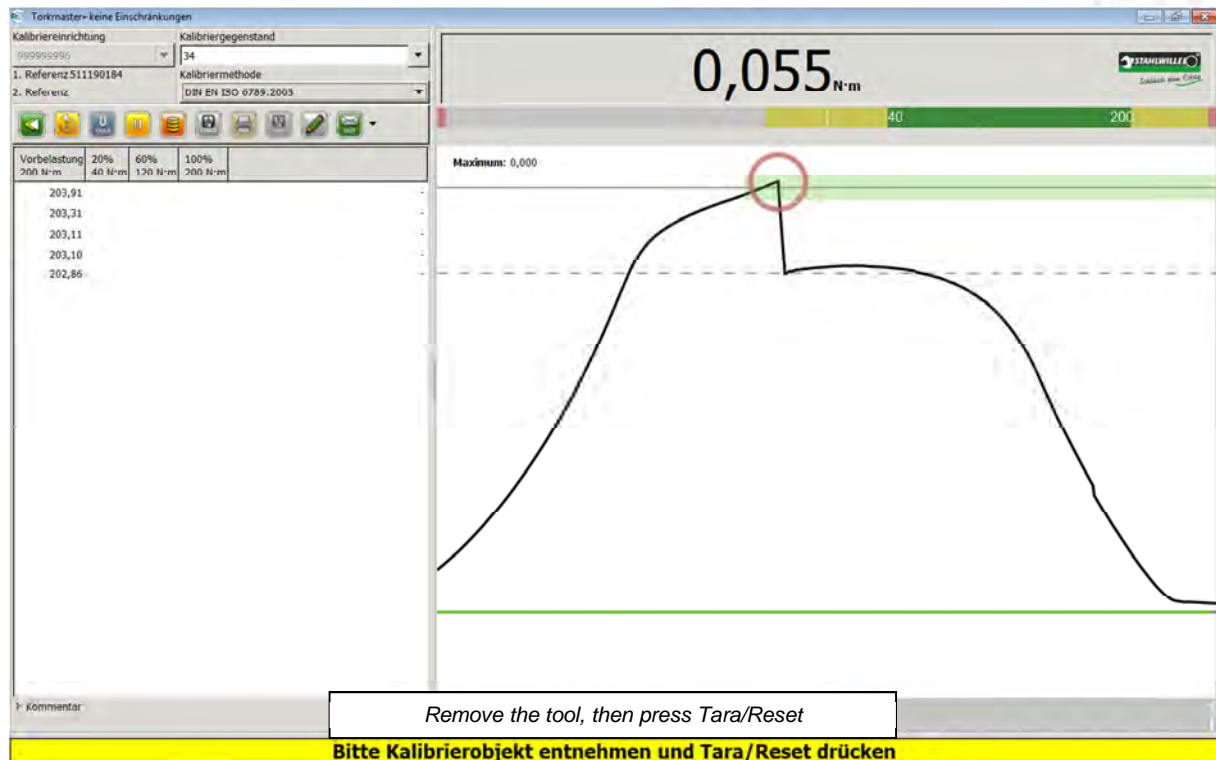 Torkmaster- keine Einschränkungen
Kalibriereinrichtung Kalibriergegenstand
999999996 34
1. Referenz 511190184 Kalibriermethode
2. Referenz DIN EN ISO 6789:2003
0,055 N·m
STAHLWILLE
40 200
Vorbelastung 20% 60% 100%
200 N·m 40 N·m 120 N·m 200 N·m
Maximum: 0,000
203,91 -
203,31 -
203,11 -
203,10 -
202,86 -
Kommentar
Remove the tool, then press Tara/Reset
Bitte Kalibrierobjekt entnehmen und Tara/Reset drücken